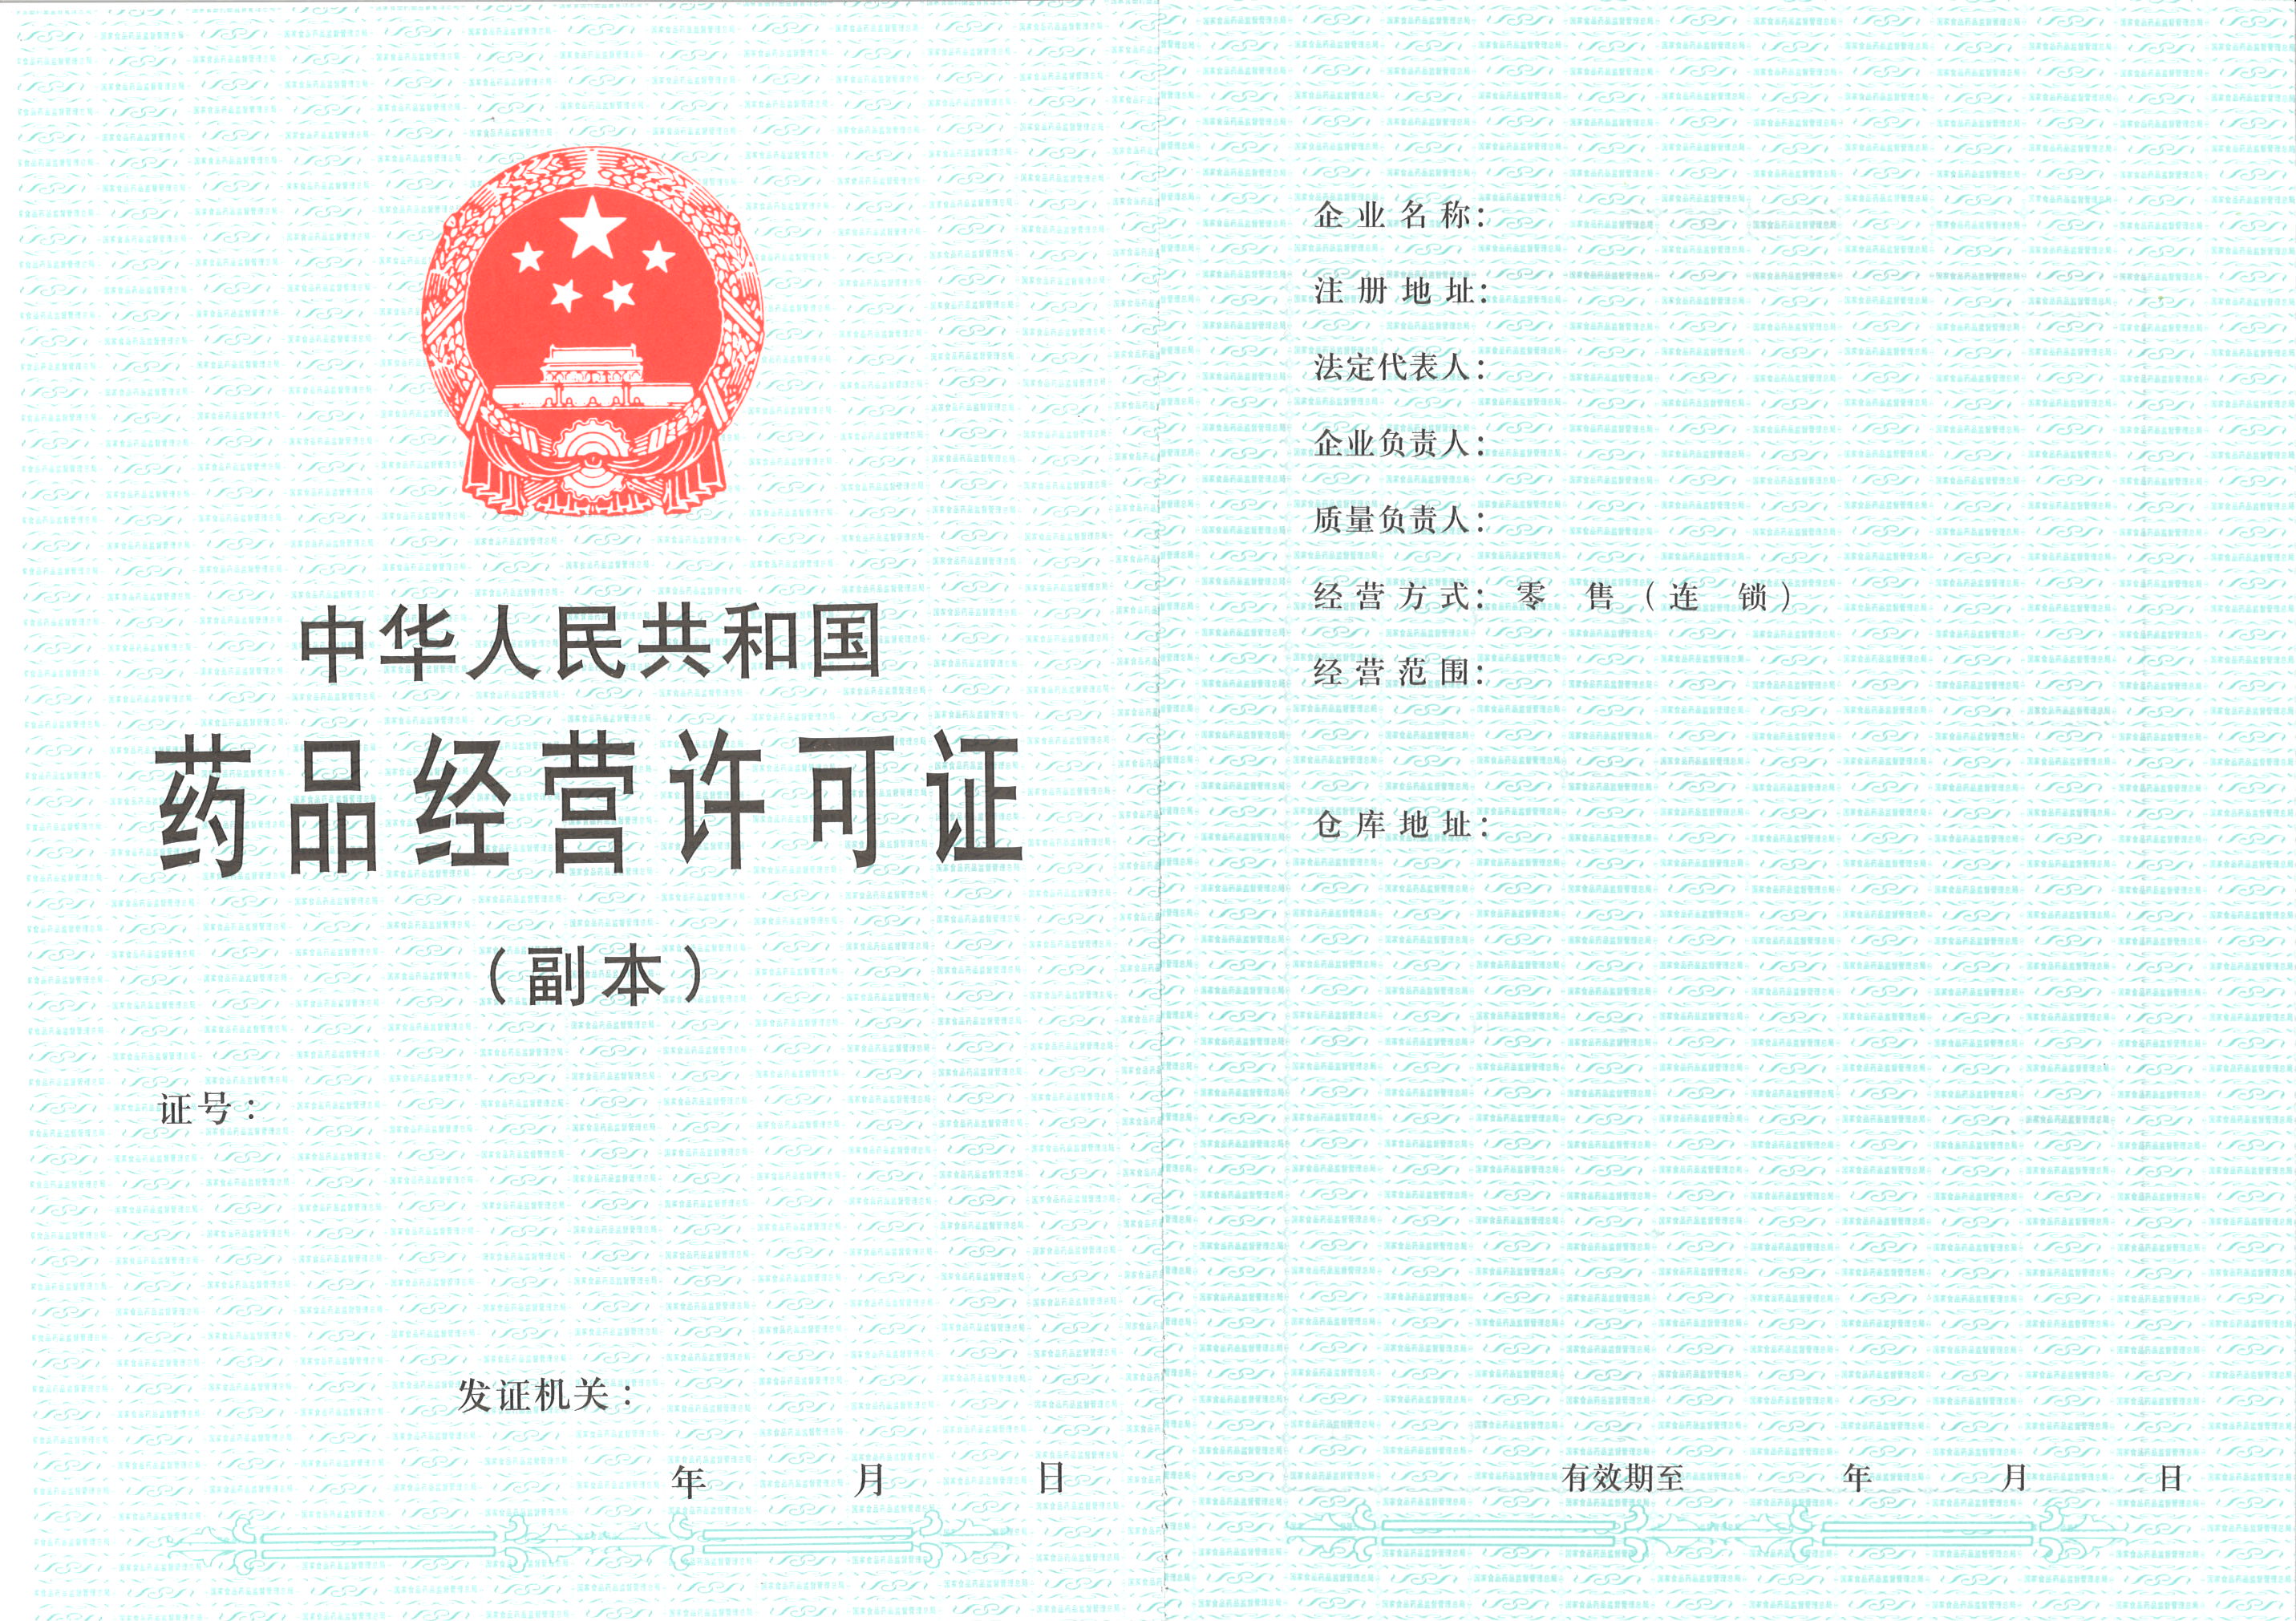 中华人民共和国
药品经营许可证
（副本）
证号：
发证机关：
年 月 日
企业名称：
注册地址：
法定代表人：
企业负责人：
质量负责人：
经营方式：零 售（连 锁）
经营范围：
仓库地址：
有效期至 年 月 日